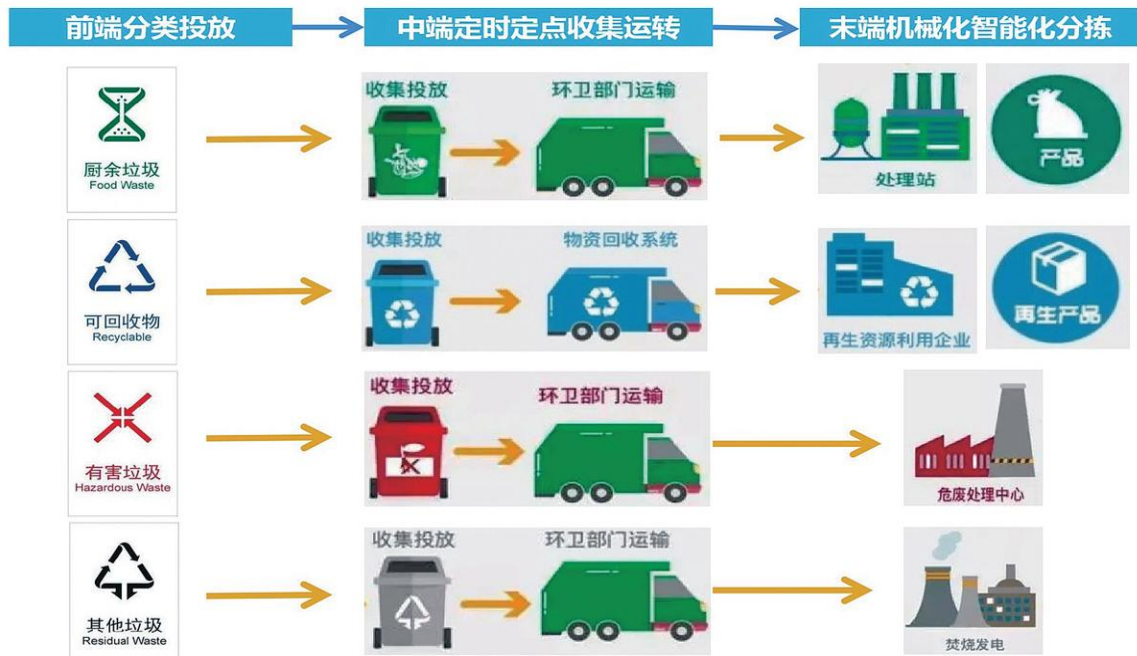 前端分类投放
中端定时定点收集运转
末端机械化智能化分拣
厨余垃圾
Food Waste
收集投放
环卫部门运输
处理站
产品
可回收物
Recyclable
收集投放
物资回收系统
再生资源利用企业
再生产品
有害垃圾
Hazardous Waste
收集投放
环卫部门运输
危废处理中心
其他垃圾
Residual Waste
收集投放
环卫部门运输
焚烧发电